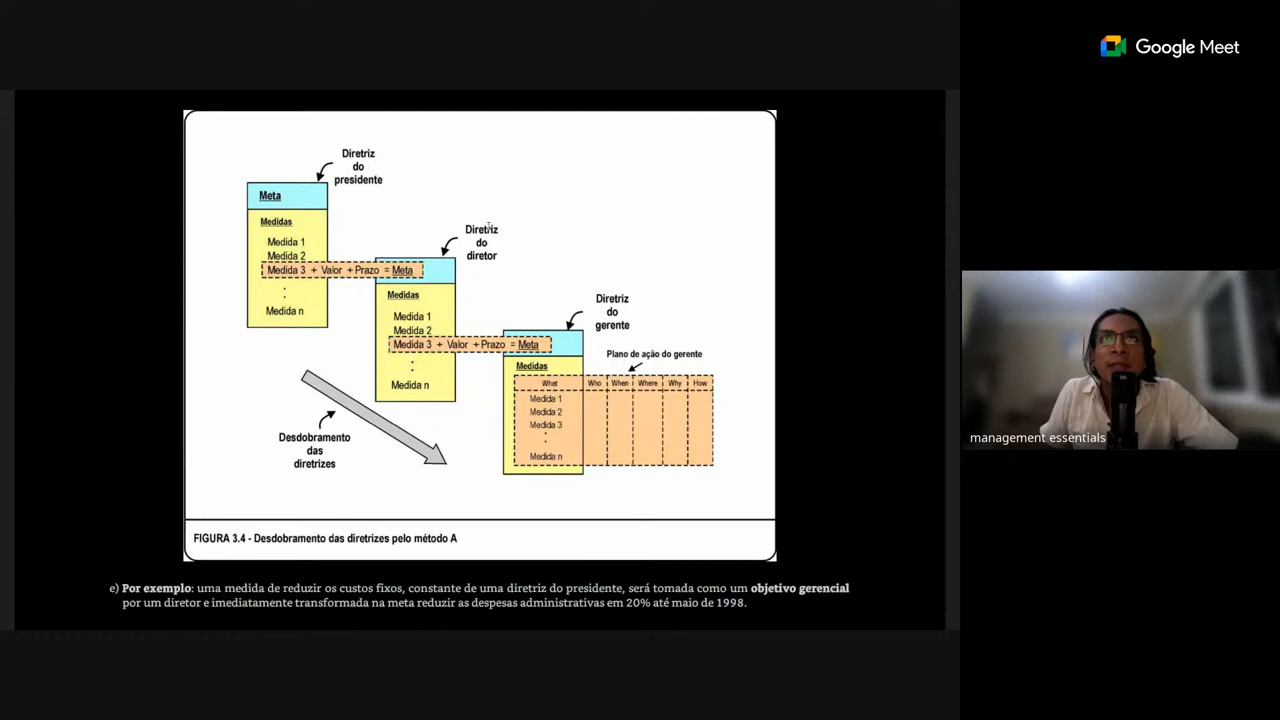 Google Meet
Diretriz
do
presidente
Meta
Medidas
Medida 1
Medida 2
Medida 3 + Valor + Prazo = Meta
:
Medida n
Diretriz
do
diretor
Medidas
Medida 1
Medida 2
Medida 3 + Valor + Prazo = Meta
:
Medida n
Diretriz
do
gerente
Plano de ação do gerente
Medidas
What Who When Where Why How
Medida 1
Medida 2
Medida 3
:
Medida n
Desdobramento
das
diretrizes
FIGURA 3.4 - Desdobramento das diretrizes pelo método A
e) Por exemplo: uma medida de reduzir os custos fixos, constante de uma diretriz do presidente, será tomada como um objetivo gerencial
por um diretor e imediatamente transformada na meta reduzir as despesas administrativas em 20% até maio de 1998.
management essentials